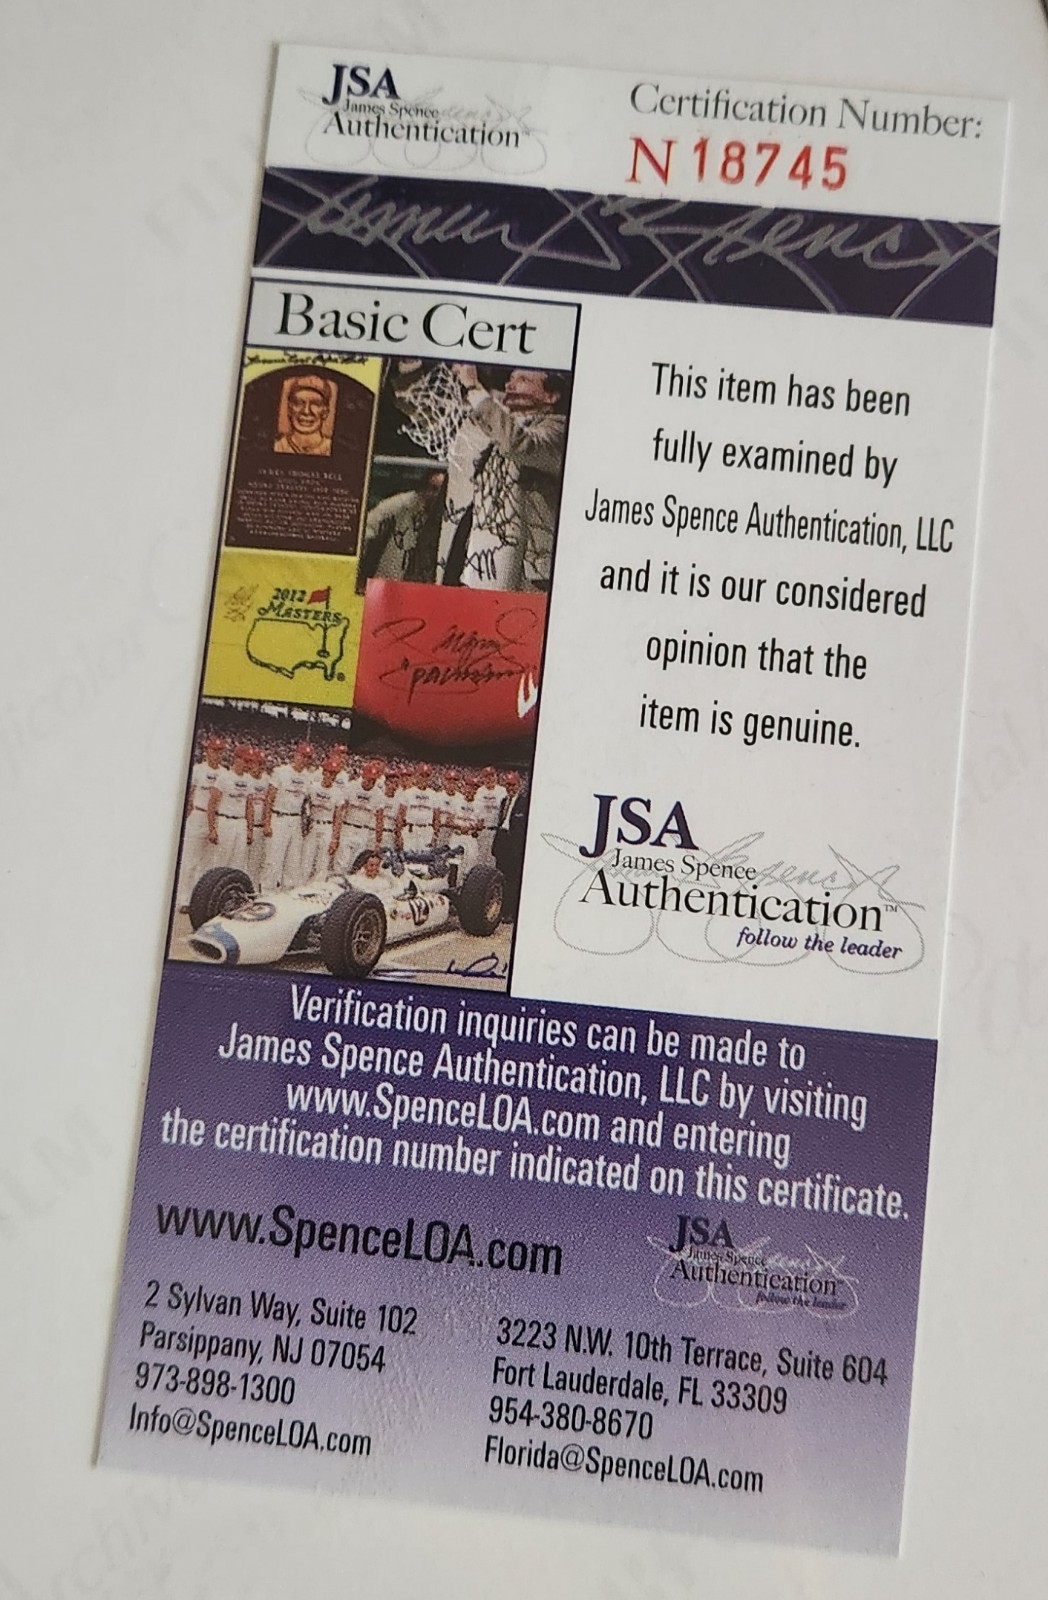 JSA
James Spence
Authentication
Certification Number:
N 18745
James Spence
Basic Cert
2012
MASTERS
12
This item has been
fully examined by
James Spence Authentication, LLC
and it is our considered
opinion that the
item is genuine.
JSA
James Spence
Authentication™
follow the leader
Verification inquiries can be made to
James Spence Authentication, LLC by visiting
www.SpenceLOA.com and entering
the certification number indicated on this certificate.
www.SpenceLOA.com
JSA
James Spence
Authentication
follow the leader
2 Sylvan Way, Suite 102
Parsippany, NJ 07054
973-898-1300
Info@SpenceLOA.com
3223 N.W. 10th Terrace, Suite 604
Fort Lauderdale, FL 33309
954-380-8670
Florida@SpenceLOA.com